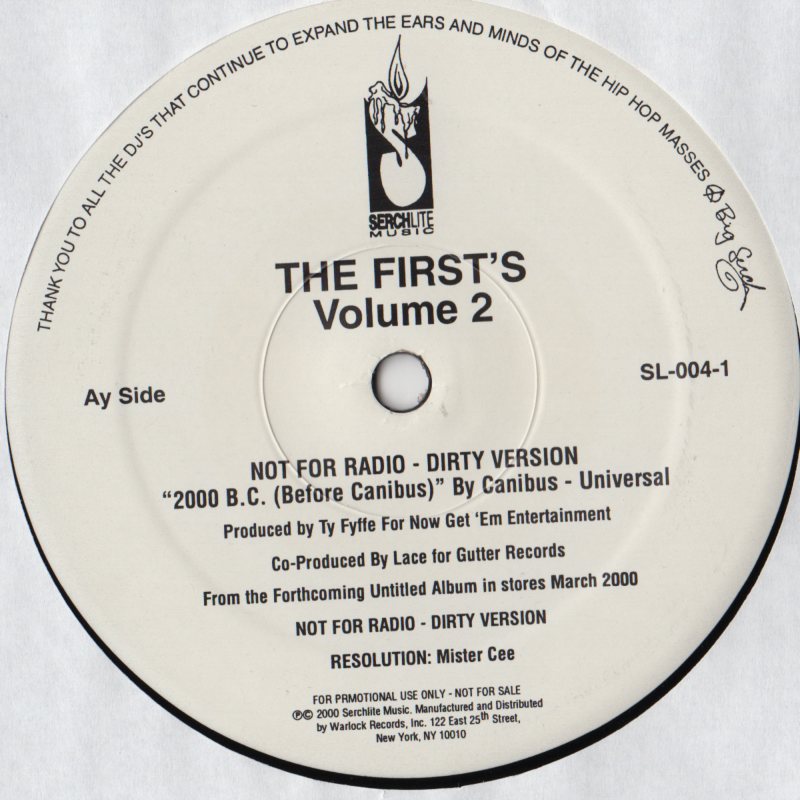 THANK YOU TO ALL THE DJ'S THAT CONTINUE TO EXPAND THE EARS AND MINDS OF THE HIP HOP MASSES
Big Serch
SERCHLITE
MUSIC
THE FIRST'S
Volume 2
Ay Side
SL-004-1
NOT FOR RADIO - DIRTY VERSION
“2000 B.C. (Before Canibus)” By Canibus - Universal
Produced by Ty Fyffe For Now Get 'Em Entertainment
Co-Produced By Lace for Gutter Records
From the Forthcoming Untitled Album in stores March 2000
NOT FOR RADIO - DIRTY VERSION
RESOLUTION: Mister Cee
FOR PRMOTIONAL USE ONLY - NOT FOR SALE
℗© 2000 Serchlite Music. Manufactured and Distributed
by Warlock Records, Inc. 122 East 25th Street,
New York, NY 10010